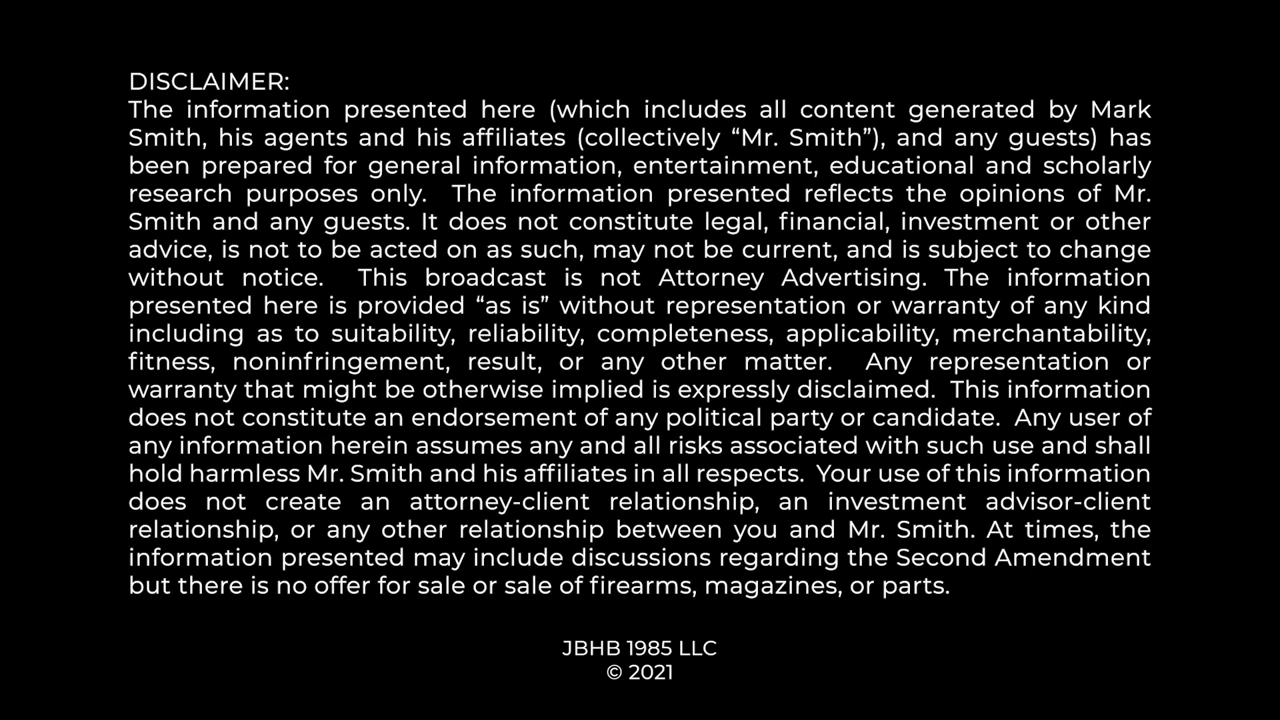 DISCLAIMER:
The information presented here (which includes all content generated by Mark
Smith, his agents and his affiliates (collectively “Mr. Smith”), and any guests) has
been prepared for general information, entertainment, educational and scholarly
research purposes only.  The information presented reflects the opinions of Mr.
Smith and any guests. It does not constitute legal, financial, investment or other
advice, is not to be acted on as such, may not be current, and is subject to change
without notice.  This broadcast is not Attorney Advertising. The information
presented here is provided “as is” without representation or warranty of any kind
including as to suitability, reliability, completeness, applicability, merchantability,
fitness, noninfringement, result, or any other matter.  Any representation or
warranty that might be otherwise implied is expressly disclaimed.  This information
does not constitute an endorsement of any political party or candidate.  Any user of
any information herein assumes any and all risks associated with such use and shall
hold harmless Mr. Smith and his affiliates in all respects.  Your use of this information
does not create an attorney-client relationship, an investment advisor-client
relationship, or any other relationship between you and Mr. Smith. At times, the
information presented may include discussions regarding the Second Amendment
but there is no offer for sale or sale of firearms, magazines, or parts.
JBHB 1985 LLC
© 2021